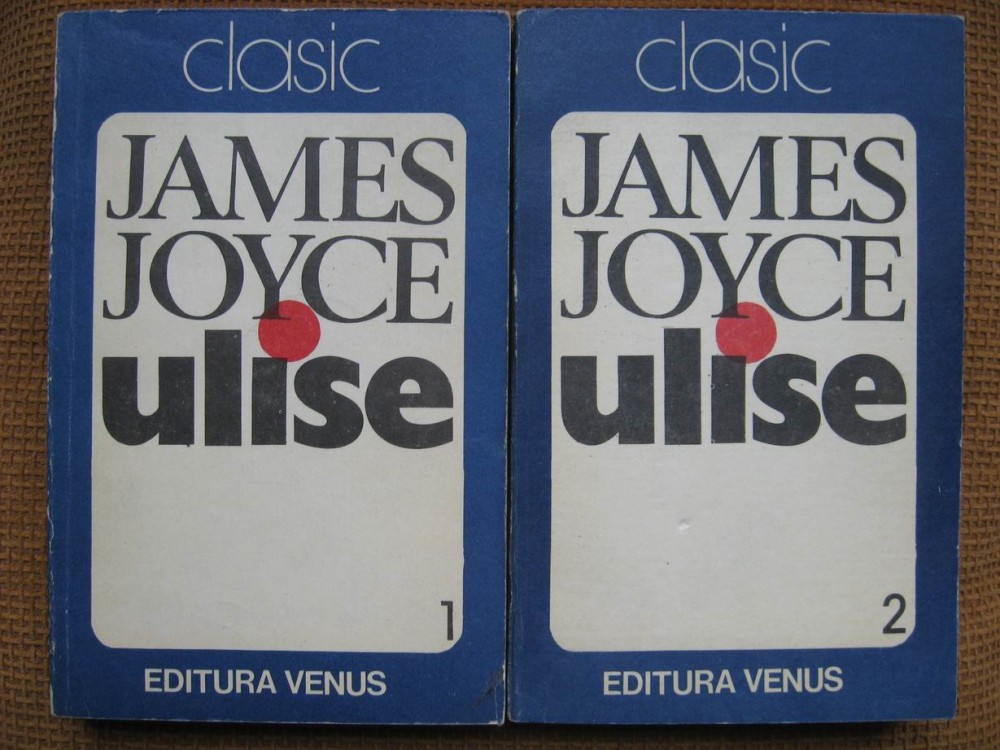 clasic
JAMES
JOYCE
ulise
1
EDITURA VENUS
clasic
JAMES
JOYCE
ulise
2
EDITURA VENUS